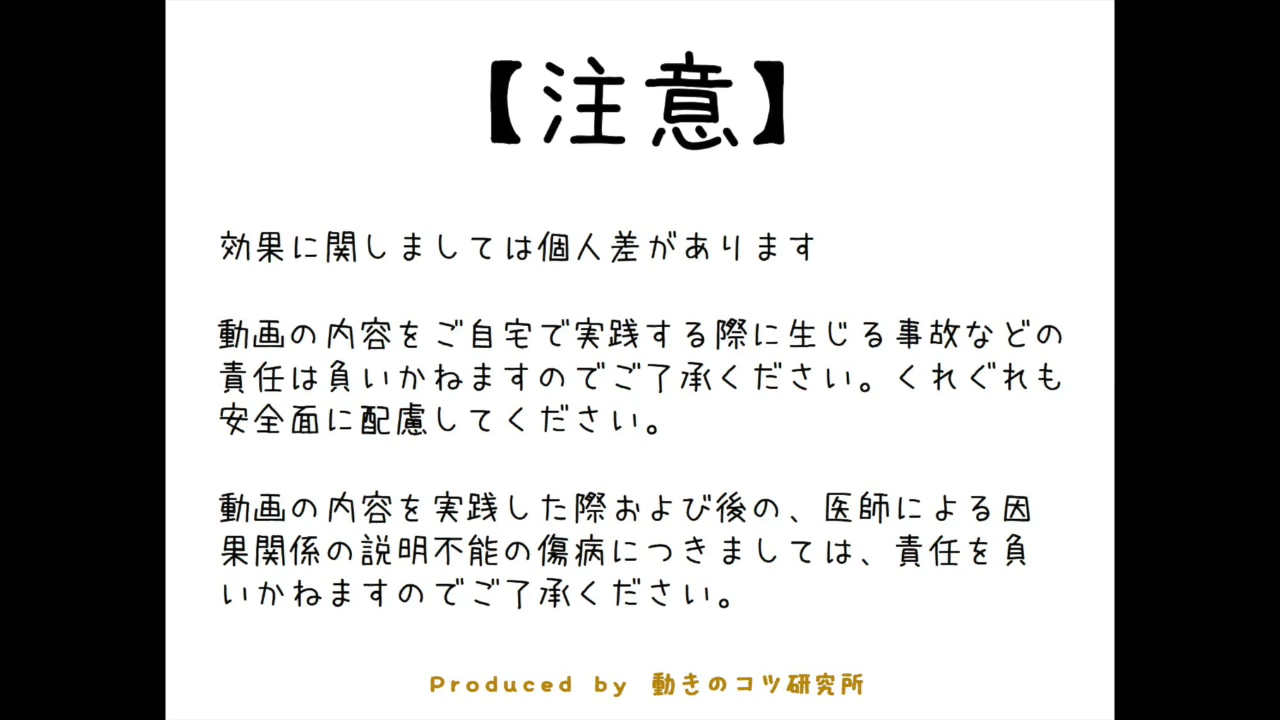 【注意】
効果に関しましては個人差があります
動画の内容をご自宅で実践する際に生じる事故などの
責任は負いかねますのでご了承ください。くれぐれも
安全面に配慮してください。
動画の内容を実践した際および後の、医師による因
果関係の説明不能の傷病につきましては、責任を負
いかねますのでご了承ください。
Produced by 動きのコツ研究所